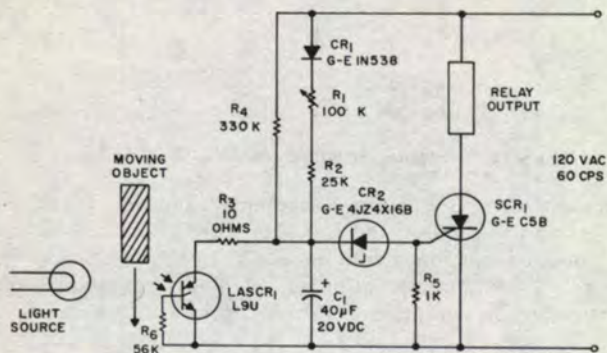 CR1
G-E IN538
R1
100 K
R4
330 K
RELAY
OUTPUT
MOVING
OBJECT
R2
25K
120 VAC
60 CPS
CR2
G-E 4JZ4X16B
SCR1
G-E C5B
R3
10
OHMS
LASCR1
L9U
+
C1
40μF
20VDC
R5
1K
LIGHT
SOURCE
R6
56K